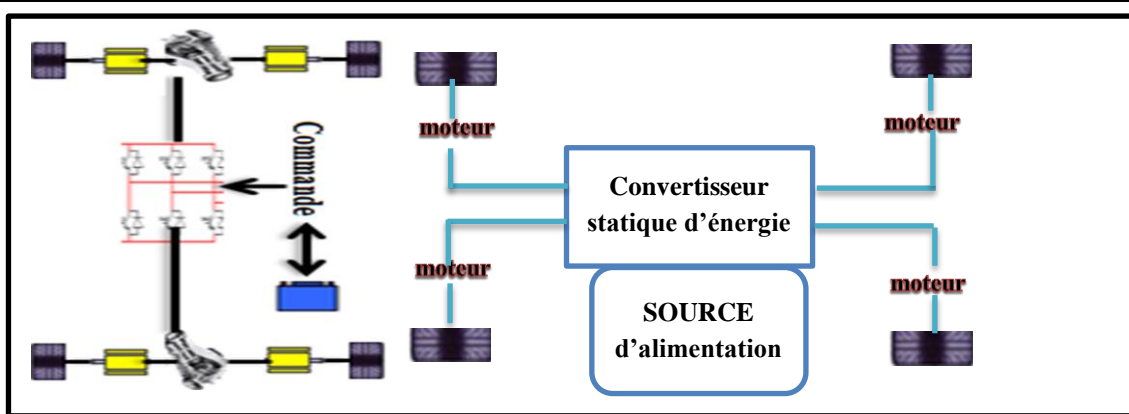 Commande
moteur
moteur
Convertisseur
statique d’énergie
moteur
moteur
SOURCE
d’alimentation